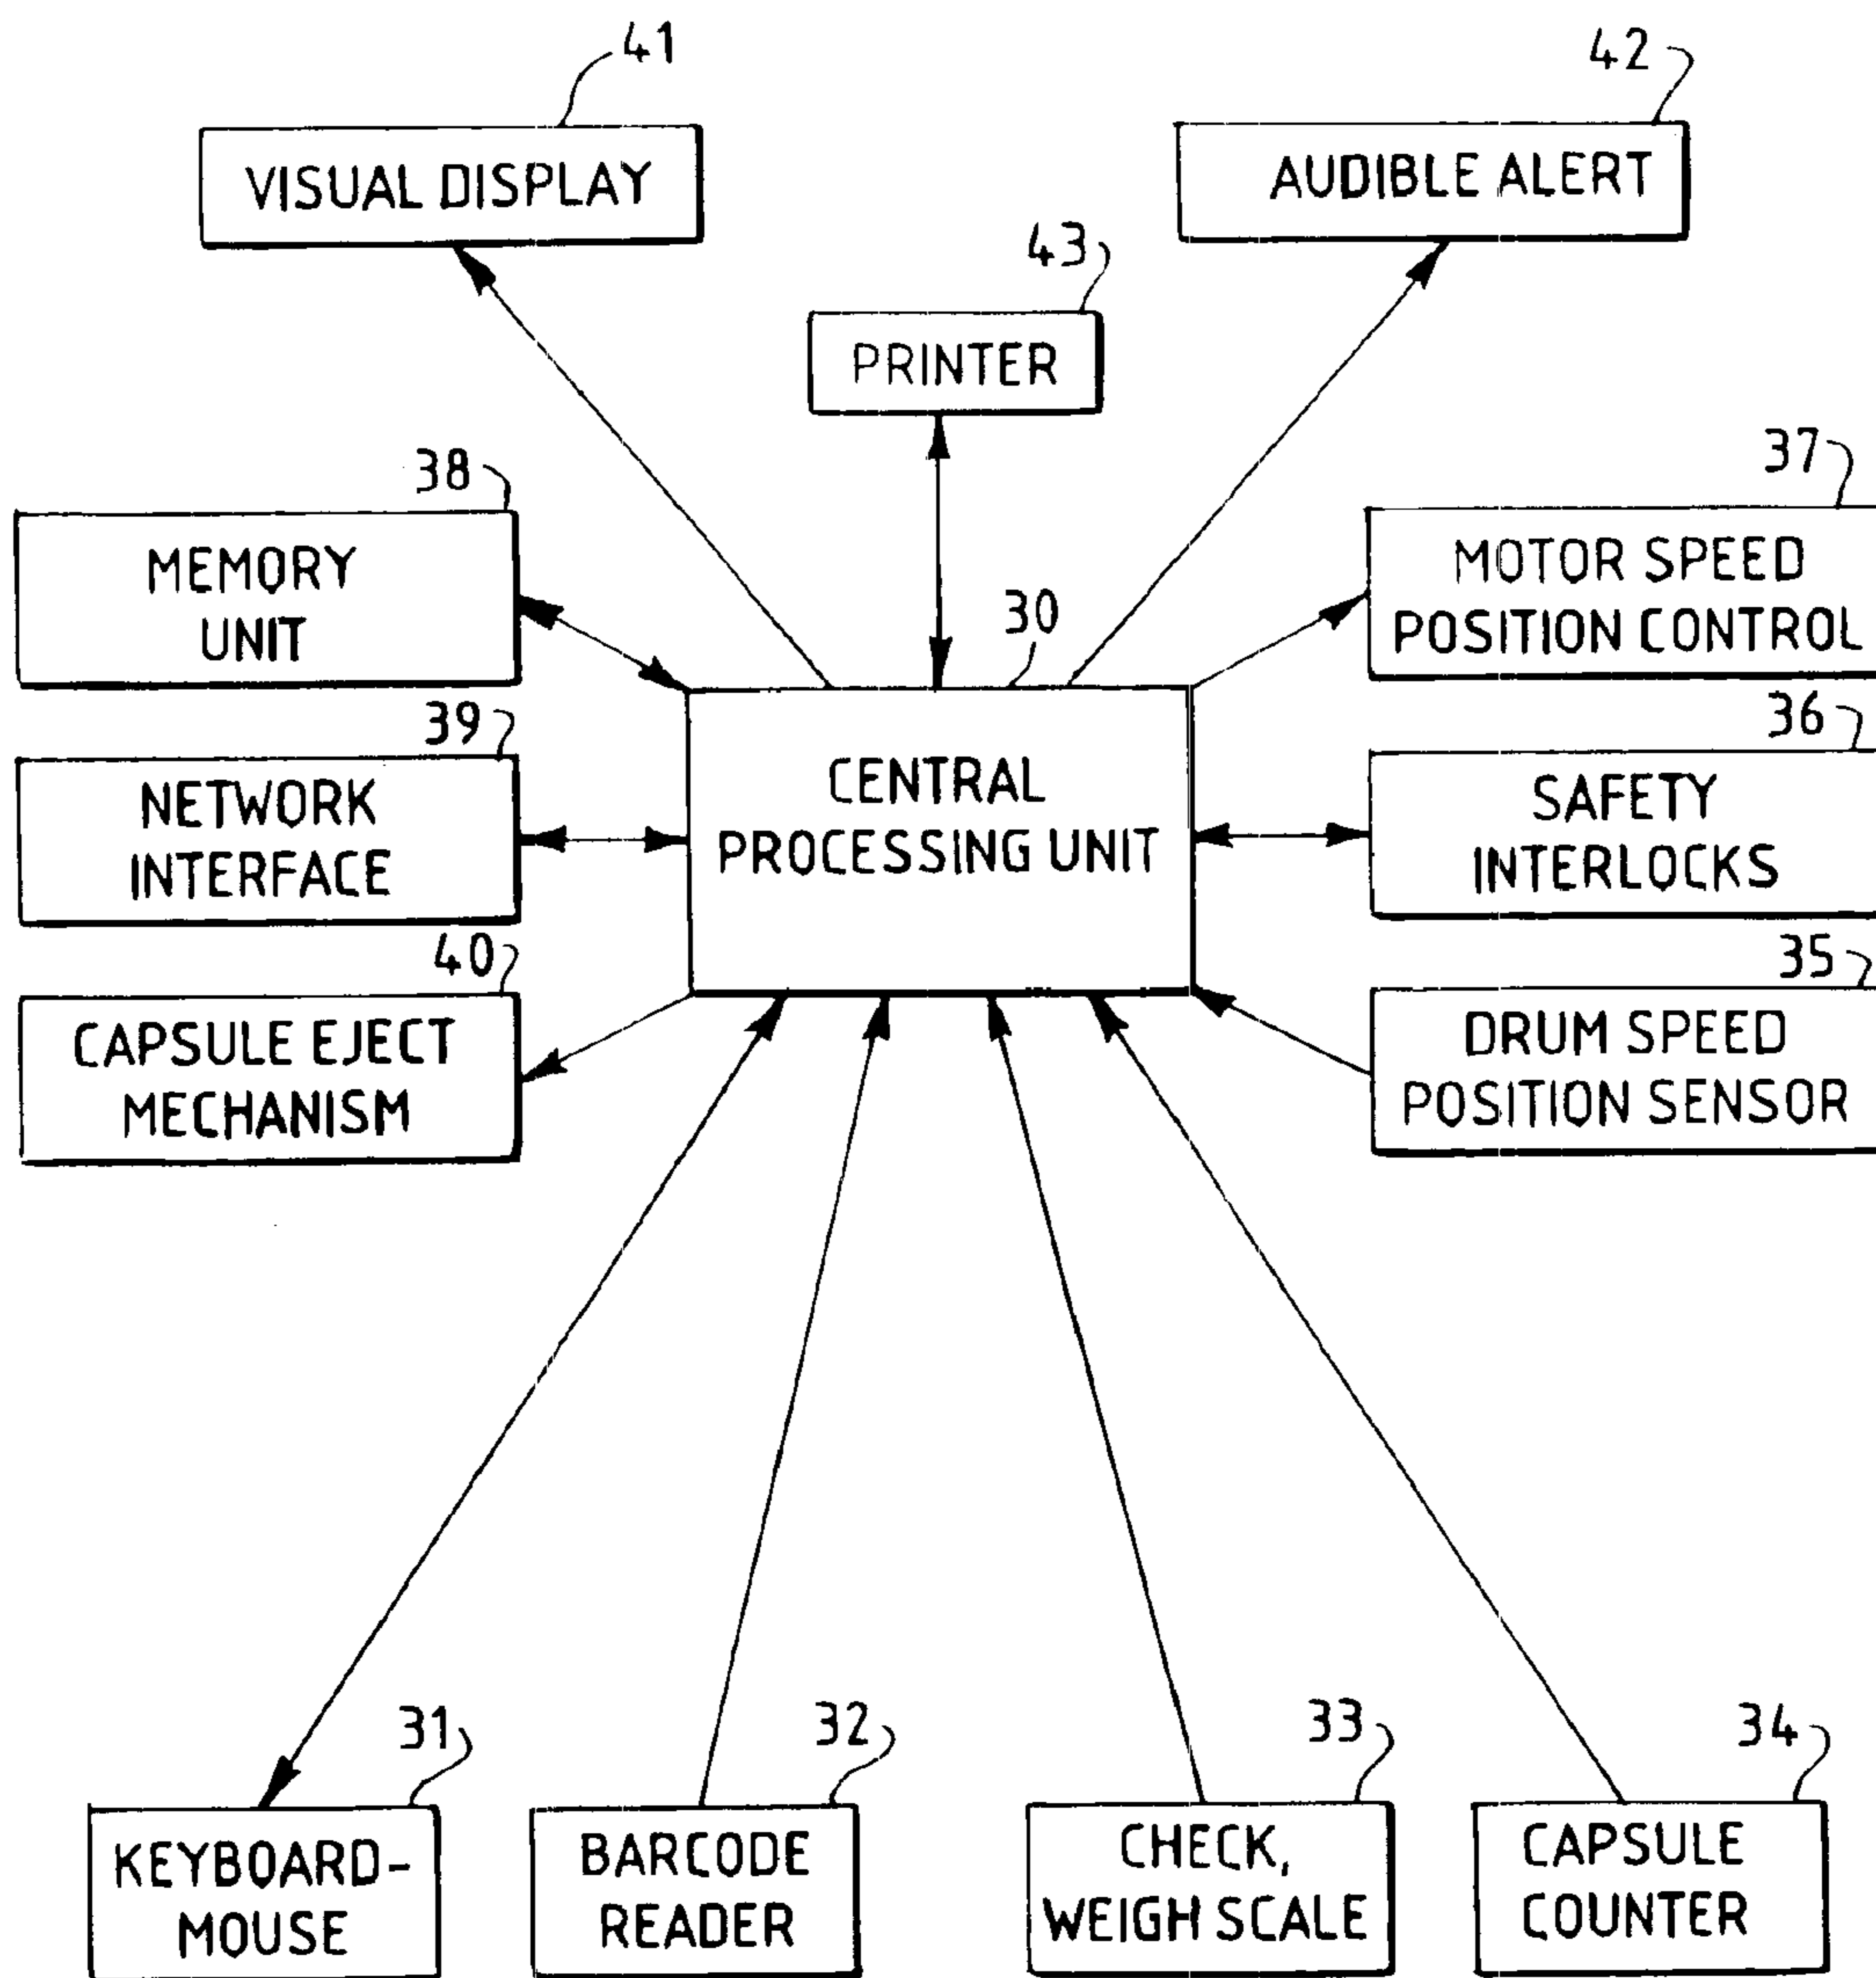 41
42
VISUAL DISPLAY
AUDIBLE ALERT
43
PRINTER
38
37
MEMORY
UNIT
MOTOR SPEED
POSITION CONTROL
30
39
36
CENTRAL
PROCESSING UNIT
NETWORK
INTERFACE
SAFETY
INTERLOCKS
40
35
CAPSULE EJECT
MECHANISM
DRUM SPEED
POSITION SENSOR
31
32
33
34
KEYBOARD-
MOUSE
BARCODE
READER
CHECK,
WEIGH SCALE
CAPSULE
COUNTER